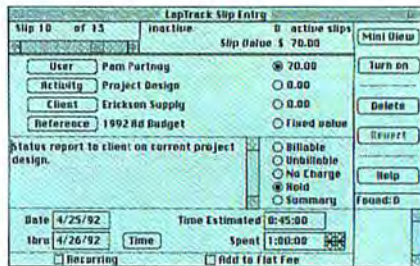 LapTrack Slip Entry
Slip 10 of 13 inactive 0 active slips
Slip Value $ 70.00
Mini View
User Pam Portnoy 70.00
Turn on
Activity Project Design 0.00
Client Erickson Supply 0.00
Delete
Reference 1992 Ad Budget Fixed value
Revert
Status report to client on current project
design.
Billable
Unbillable
No Charge
Hold
Summary
Help
Found: 0
Date 4/25/92 Time Estimated 0:45:00
thru 4/26/92 Time Spent 1:00:00
Recurring Add to Flat Fee